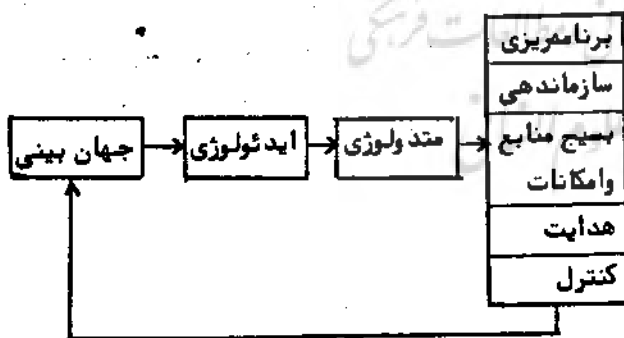 برنامه‌ریزی
سازماندهی
بسیج منابع
وامکانات
هدایت
کنترل
جهان بینی
ایدئولوژی
متدولوژی